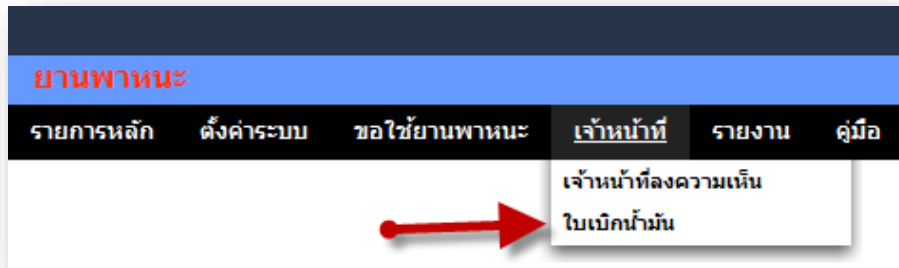 ยานพาหนะ
รายการหลัก ตั้งค่าระบบ ขอใช้ยานพาหนะ เจ้าหน้าที่ รายงาน คู่มือ
เจ้าหน้าที่ลงความเห็น
ใบเบิกน้ำมัน